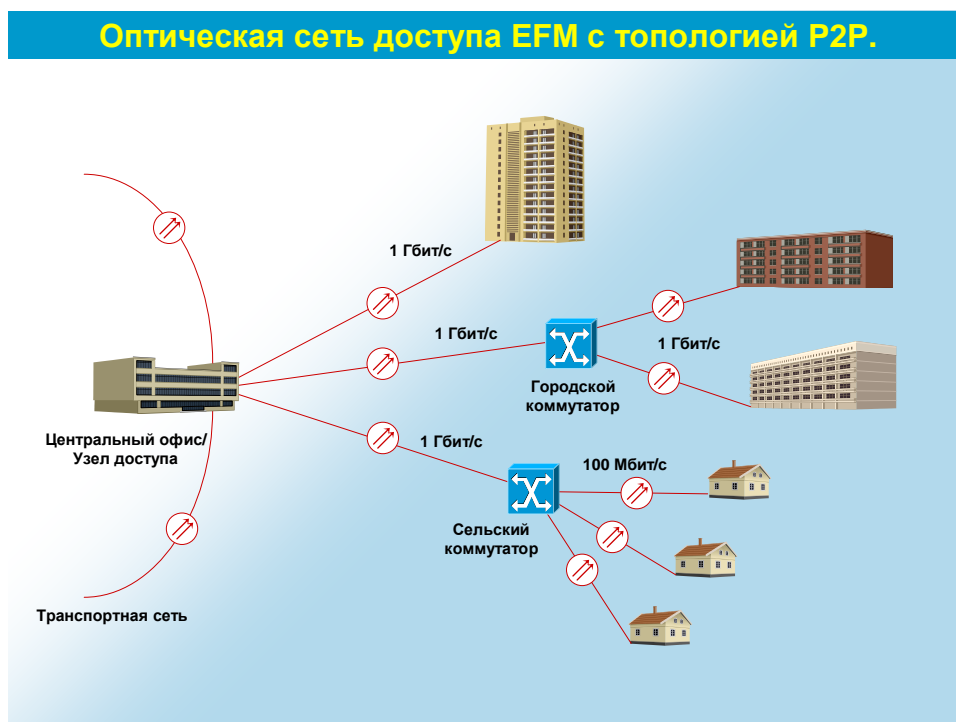 Оптическая сеть доступа EFM с топологией P2P.
1 Гбит/с
1 Гбит/с
1 Гбит/с
Городской
коммутатор
Центральный офис/
Узел доступа
1 Гбит/с
100 Мбит/с
Сельский
коммутатор
Транспортная сеть